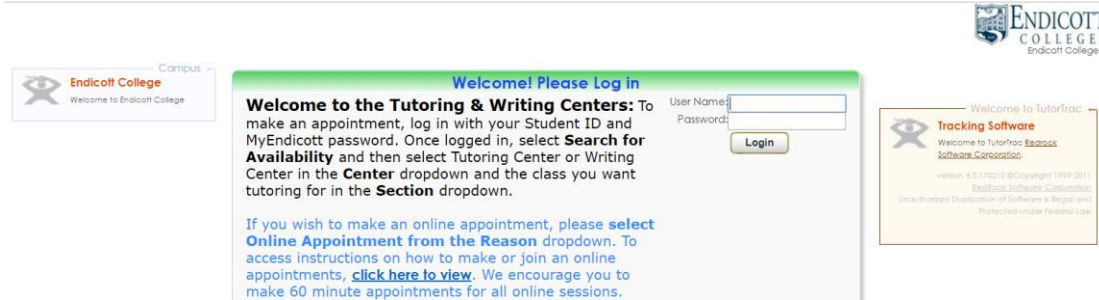 ENDICOTT
COLLEGE
Endicott College
Campus
Endicott College
Welcome to Endicott College
Welcome! Please Log in
Welcome to the Tutoring & Writing Centers: To
make an appointment, log in with your Student ID and
MyEndicott password. Once logged in, select Search for
Availability and then select Tutoring Center or Writing
Center in the Center dropdown and the class you want
tutoring for in the Section dropdown.
If you wish to make an online appointment, please select
Online Appointment from the Reason dropdown. To
access instructions on how to make or join an online
appointments, click here to view. We encourage you to
make 60 minute appointments for all online sessions.
User Name:
Password:
Login
Welcome to TutorTrac
Tracking Software
Welcome to TutorTrac Redrock
Software Corporation.
version 4.2.170210 ©Copyright 1999-2011
RedRock Software Corporation
Unauthorized Duplication of Software is Illegal and
Protected under Federal Law